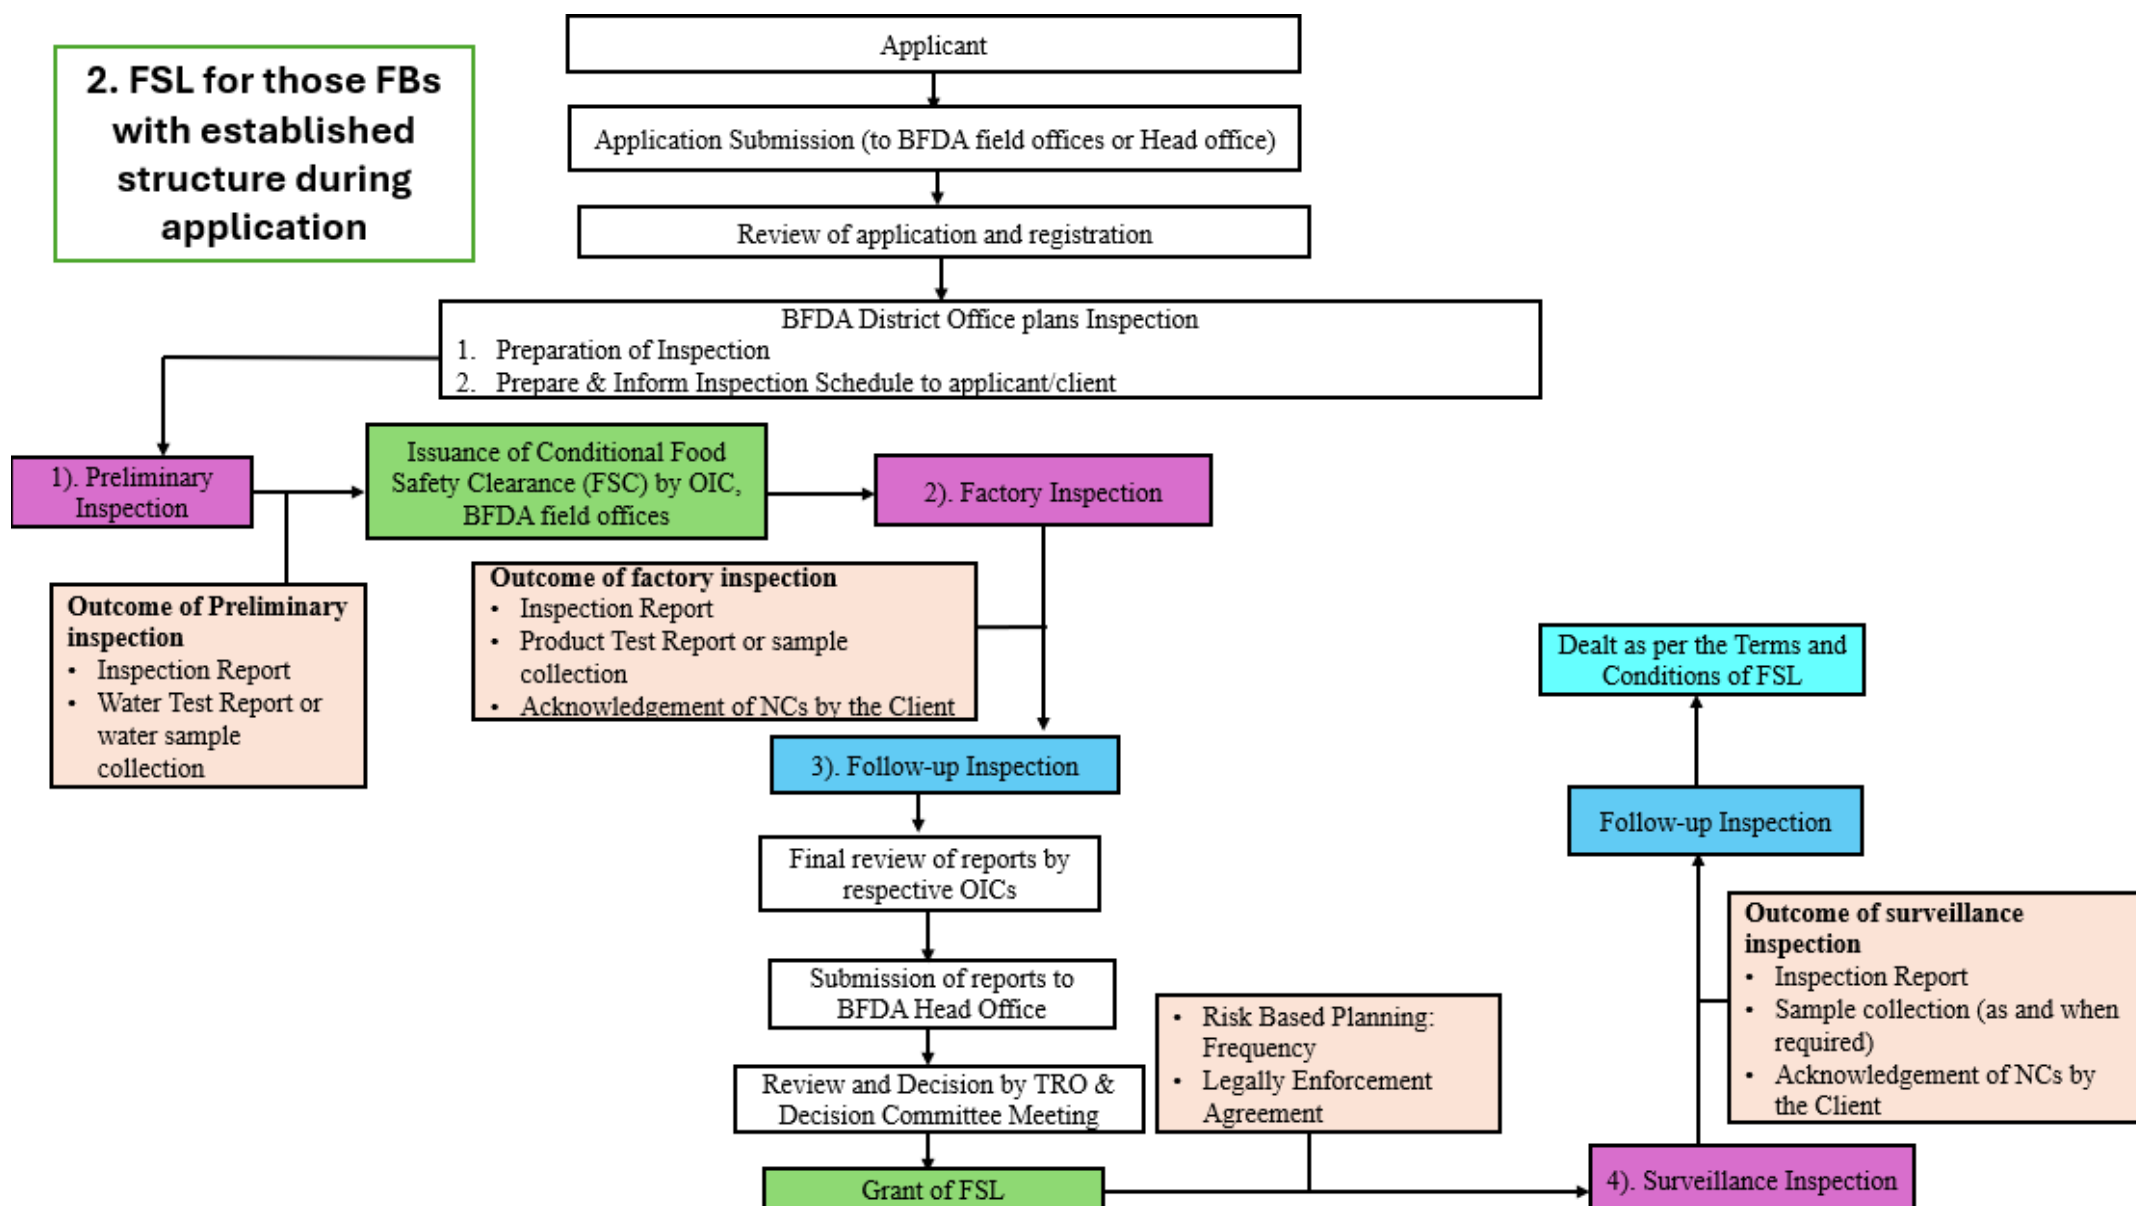 2. FSL for those FBs
with established
structure during
application
Applicant
Application Submission (to BFDA field offices or Head office)
Review of application and registration
BFDA District Office plans Inspection
1. Preparation of Inspection
2. Prepare & Inform Inspection Schedule to applicant/client
1). Preliminary
Inspection
Issuance of Conditional Food
Safety Clearance (FSC) by OIC,
BFDA field offices
2). Factory Inspection
Outcome of Preliminary
inspection
• Inspection Report
• Water Test Report or
water sample
collection
Outcome of factory inspection
• Inspection Report
• Product Test Report or sample
collection
• Acknowledgement of NCs by the Client
3). Follow-up Inspection
Final review of reports by
respective OICs
Submission of reports to
BFDA Head Office
Review and Decision by TRO &
Decision Committee Meeting
Grant of FSL
• Risk Based Planning:
Frequency
• Legally Enforcement
Agreement
4). Surveillance Inspection
Outcome of surveillance
inspection
• Inspection Report
• Sample collection (as and when
required)
• Acknowledgement of NCs by
the Client
Follow-up Inspection
Dealt as per the Terms and
Conditions of FSL